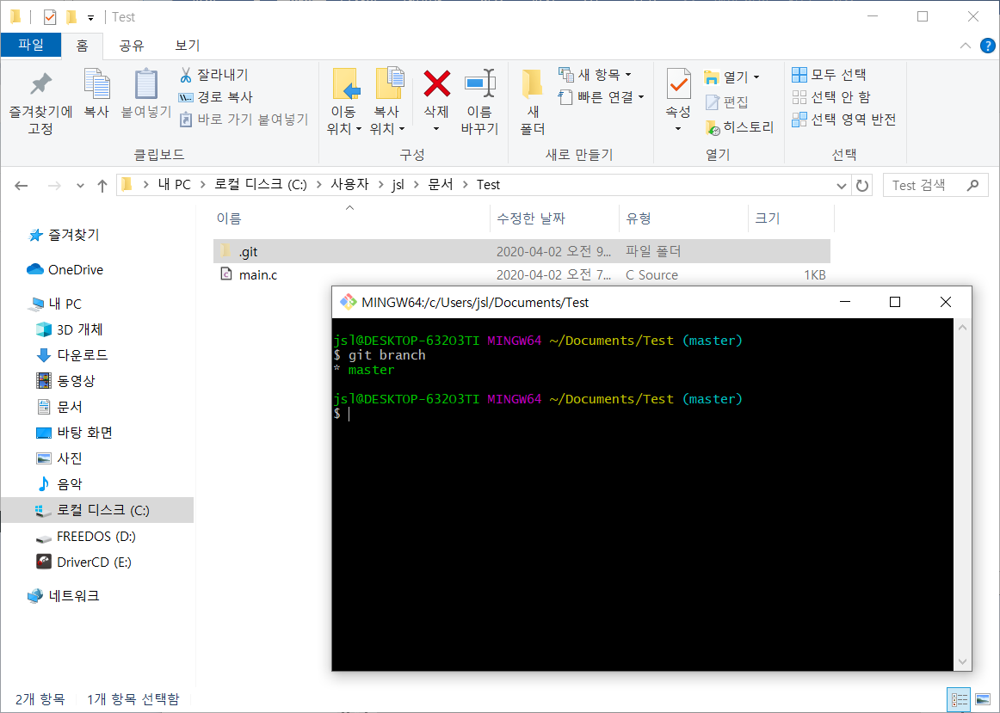 Test
파일 홈 공유 보기
즐겨찾기에 고정
복사
붙여넣기
잘라내기
경로 복사
바로 가기 붙여넣기
클립보드
이동 위치
복사 위치
삭제
이름 바꾸기
구성
새 폴더
새 항목
빠른 연결
새로 만들기
속성
열기
편집
히스토리
열기
모두 선택
선택 안 함
선택 영역 반전
선택
내 PC > 로컬 디스크 (C:) > 사용자 > jsl > 문서 > Test
Test 검색
이름 수정한 날짜 유형 크기
.git 2020-04-02 오전 9... 파일 폴더
main.c 2020-04-02 오전 7... C Source 1KB
즐겨찾기
OneDrive
내 PC
3D 개체
다운로드
동영상
문서
바탕 화면
사진
음악
로컬 디스크 (C:)
FREEDOS (D:)
DriverCD (E:)
네트워크
MINGW64:/c/Users/jsl/Documents/Test
jsl@DESKTOP-632O3TI MINGW64 ~/Documents/Test (master)
$ git branch
* master
jsl@DESKTOP-632O3TI MINGW64 ~/Documents/Test (master)
$
2개 항목 1개 항목 선택함